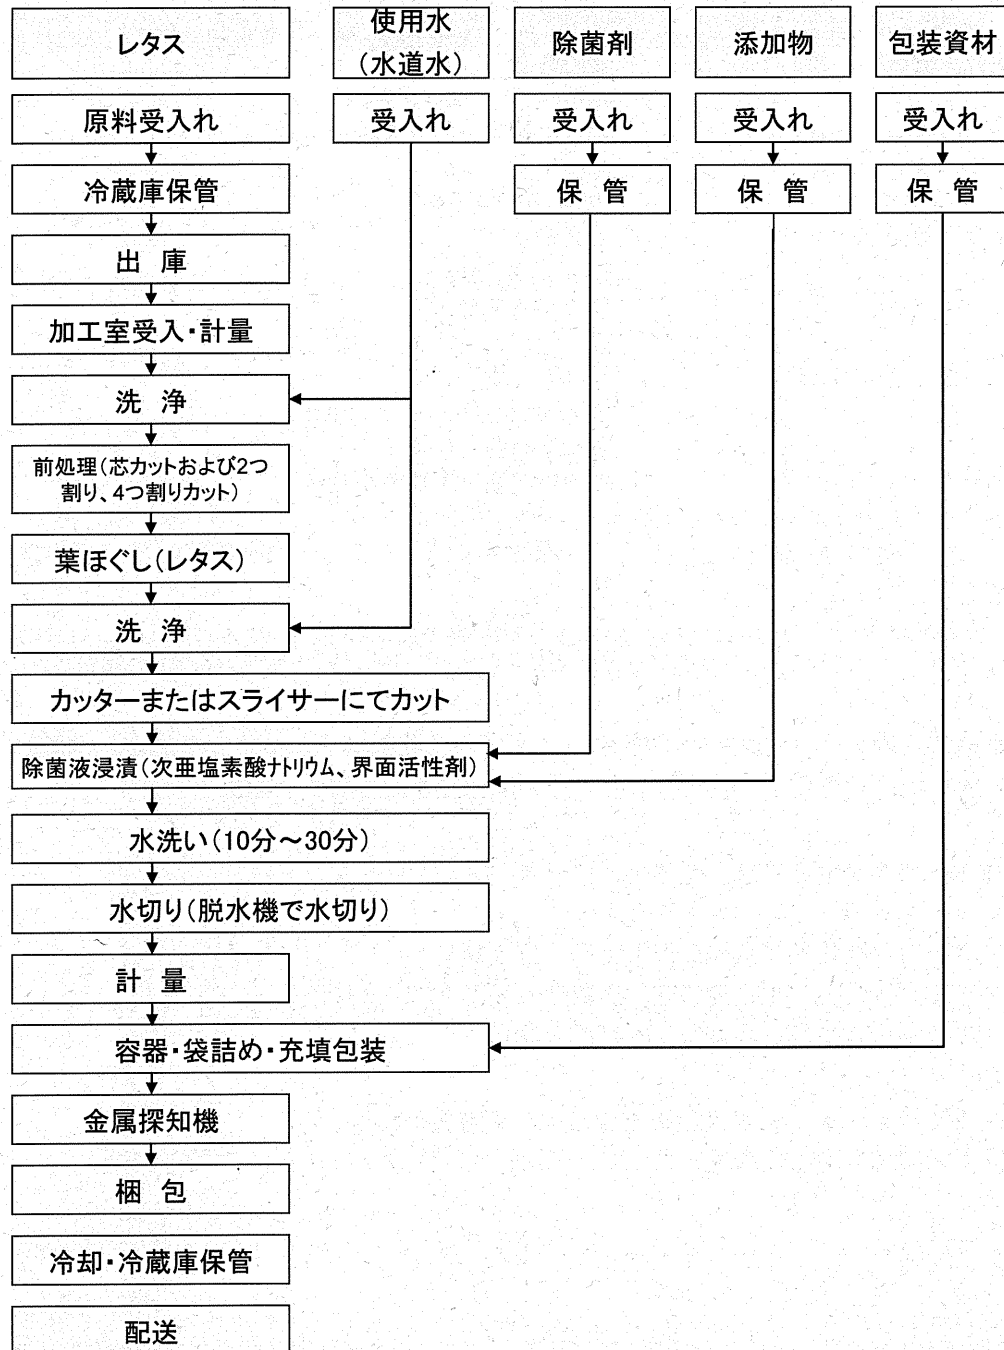 レタス
使用水
(水道水)
除菌剤
添加物
包装資材
原料受入れ
受入れ
受入れ
受入れ
受入れ
冷蔵庫保管
保 管
保 管
保 管
出 庫
加工室受入・計量
洗 浄
前処理(芯カットおよび2つ
割り、4つ割りカット)
葉ほぐし(レタス)
洗 浄
カッターまたはスライサーにてカット
除菌液浸漬(次亜塩素酸ナトリウム、界面活性剤)
水洗い(10分～30分)
水切り(脱水機で水切り)
計 量
容器・袋詰め・充填包装
金属探知機
梱 包
冷却・冷蔵庫保管
配送